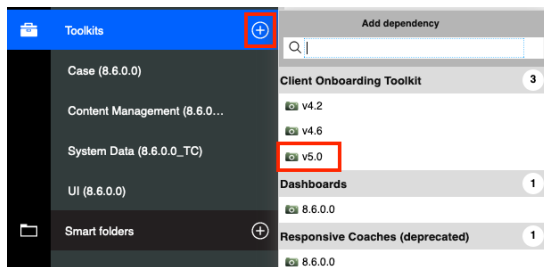 Toolkits
Case (8.6.0.0)
Content Management (8.6.0...
System Data (8.6.0.0_TC)
UI (8.6.0.0)
Smart folders
Add dependency
Client Onboarding Toolkit 3
v4.2
v4.6
v5.0
Dashboards 1
8.6.0.0
Responsive Coaches (deprecated) 1
8.6.0.0